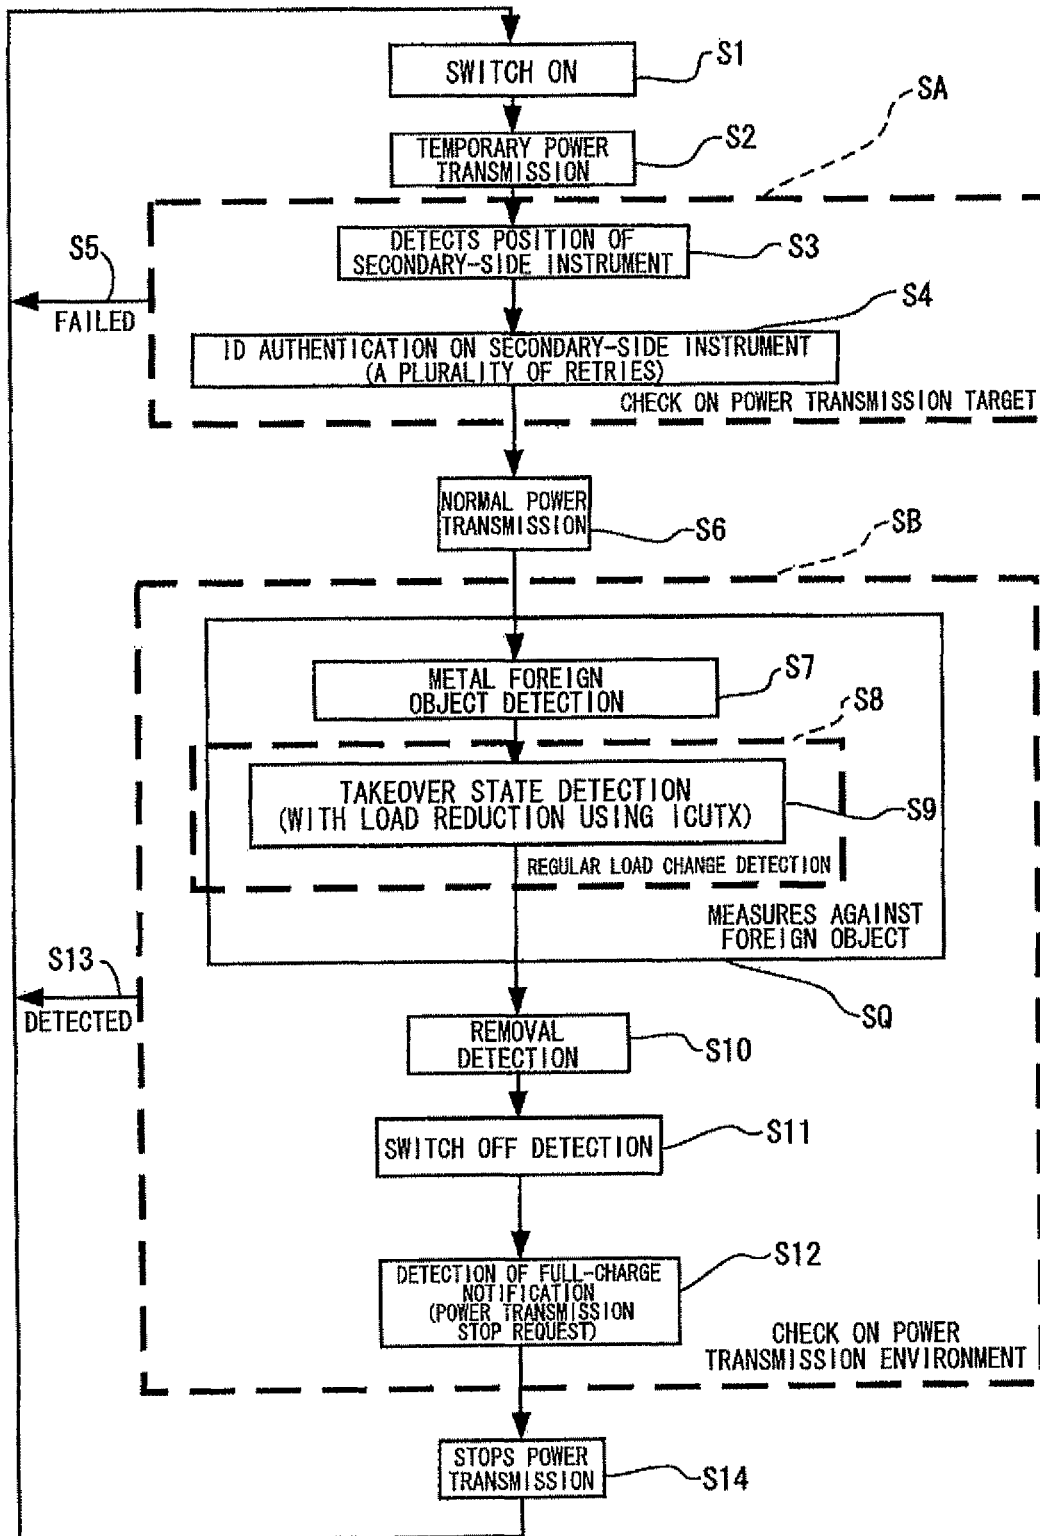 SWITCH ON
S1
TEMPORARY POWER
TRANSMISSION
S2
SA
DETECTS POSITION OF
SECONDARY-SIDE INSTRUMENT
S3
S5
FAILED
S4
ID AUTHENTICATION ON SECONDARY-SIDE INSTRUMENT
(A PLURALITY OF RETRIES)
CHECK ON POWER TRANSMISSION TARGET
NORMAL POWER
TRANSMISSION
S6
SB
METAL FOREIGN
OBJECT DETECTION
S7
S8
TAKEOVER STATE DETECTION
(WITH LOAD REDUCTION USING ICUTX)
S9
REGULAR LOAD CHANGE DETECTION
MEASURES AGAINST
FOREIGN OBJECT
S13
DETECTED
SQ
REMOVAL
DETECTION
S10
SWITCH OFF DETECTION
S11
DETECTION OF FULL-CHARGE
NOTIFICATION
(POWER TRANSMISSION
STOP REQUEST)
S12
CHECK ON POWER
TRANSMISSION ENVIRONMENT
STOPS POWER
TRANSMISSION
S14